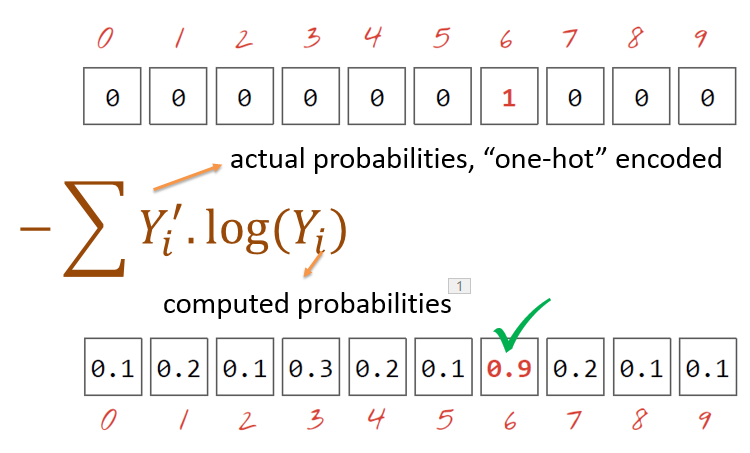 0 1 2 3 4 5 6 7 8 9
0 0 0 0 0 0 1 0 0 0
actual probabilities, “one-hot” encoded
− ∑ Y′ᵢ . log(Yᵢ)
computed probabilities 1
0.1 0.2 0.1 0.3 0.2 0.1 0.9 0.2 0.1 0.1
0 1 2 3 4 5 6 7 8 9